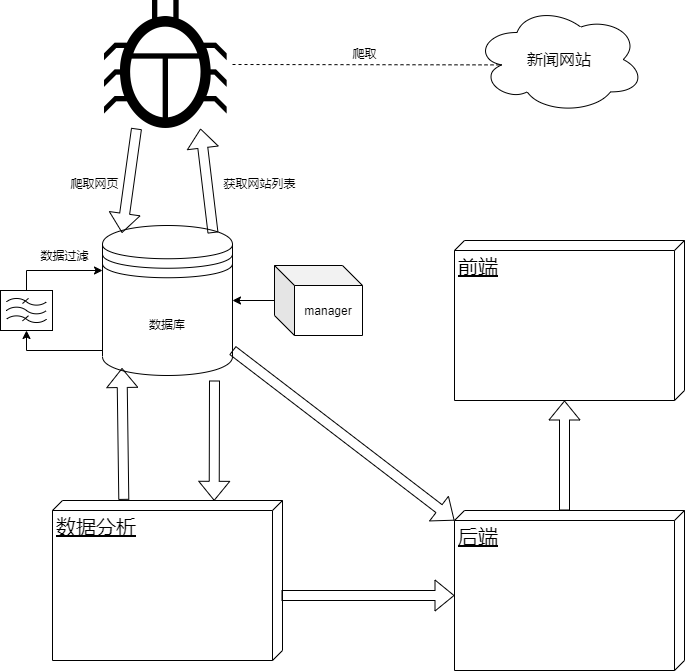 爬取
新闻网站
爬取网页
获取网站列表
数据过滤
前端
manager
数据库
数据分析
后端